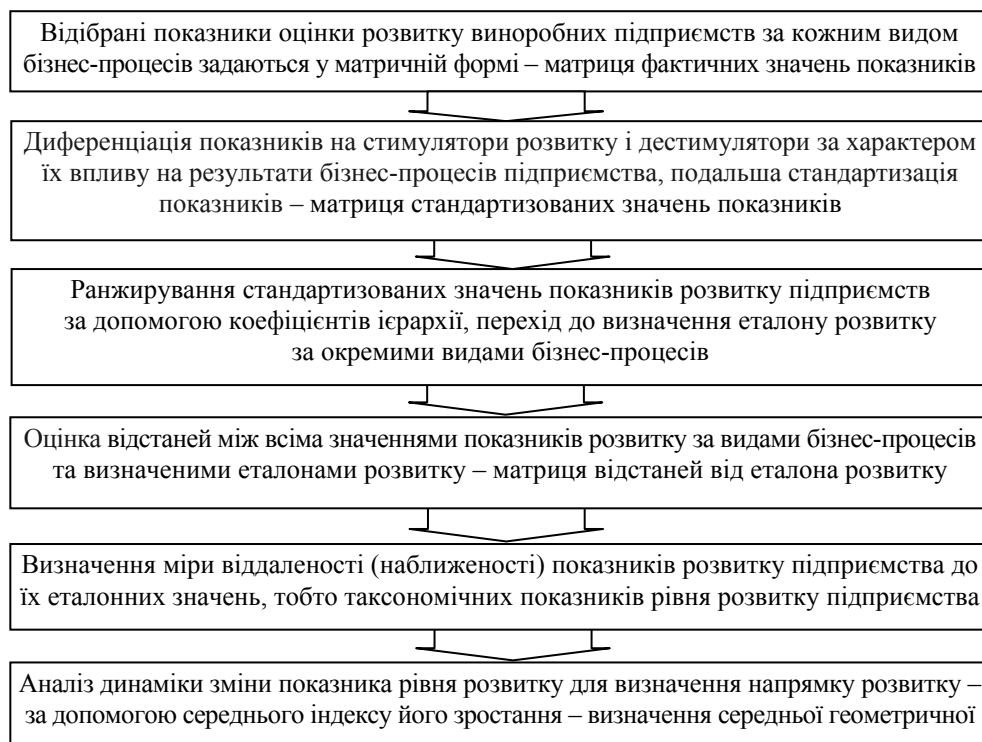 Відібрані показники оцінки розвитку виноробних підприємств за кожним видом
бізнес-процесів задаються у матричній формі – матриця фактичних значень показників
Диференціація показників на стимулятори розвитку і дестимулятори за характером
їх впливу на результати бізнес-процесів підприємства, подальша стандартизація
показників – матриця стандартизованих значень показників
Ранжирування стандартизованих значень показників розвитку підприємств
за допомогою коефіцієнтів ієрархії, перехід до визначення еталону розвитку
за окремими видами бізнес-процесів
Оцінка відстаней між всіма значеннями показників розвитку за видами бізнес-процесів
та визначеними еталонами розвитку – матриця відстаней від еталона розвитку
Визначення міри віддаленості (наближеності) показників розвитку підприємства до
їх еталонних значень, тобто таксономічних показників рівня розвитку підприємства
Аналіз динаміки зміни показника рівня розвитку для визначення напрямку розвитку –
за допомогою середнього індексу його зростання – визначення середньої геометричної